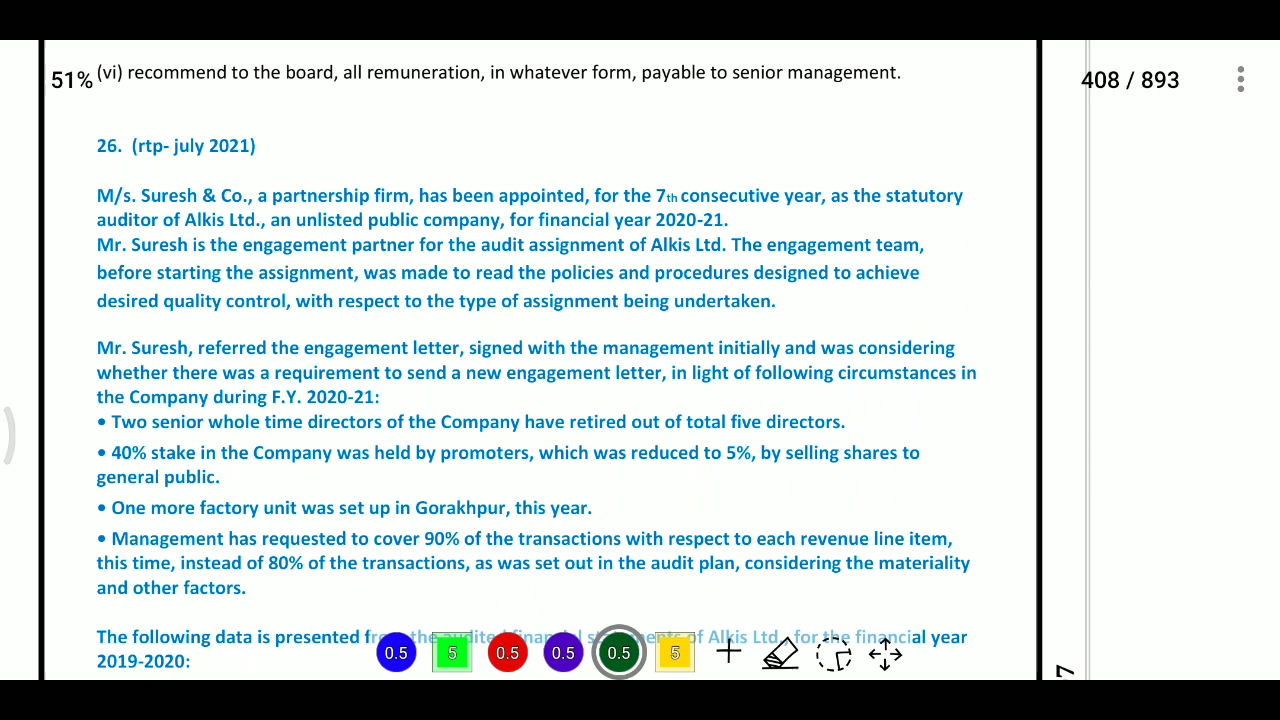 51% (vi) recommend to the board, all remuneration, in whatever form, payable to senior management.
408 / 893
26. (rtp- july 2021)
M/s. Suresh & Co., a partnership firm, has been appointed, for the 7th consecutive year, as the statutory
auditor of Alkis Ltd., an unlisted public company, for financial year 2020-21.
Mr. Suresh is the engagement partner for the audit assignment of Alkis Ltd. The engagement team,
before starting the assignment, was made to read the policies and procedures designed to achieve
desired quality control, with respect to the type of assignment being undertaken.
Mr. Suresh, referred the engagement letter, signed with the management initially and was considering
whether there was a requirement to send a new engagement letter, in light of following circumstances in
the Company during F.Y. 2020-21:
• Two senior whole time directors of the Company have retired out of total five directors.
• 40% stake in the Company was held by promoters, which was reduced to 5%, by selling shares to
general public.
• One more factory unit was set up in Gorakhpur, this year.
• Management has requested to cover 90% of the transactions with respect to each revenue line item,
this time, instead of 80% of the transactions, as was set out in the audit plan, considering the materiality
and other factors.
The following data is presented from the audited financial statements of Alkis Ltd., for the financial year
2019-2020:
0.5 5 0.5 0.5 0.5 5
7